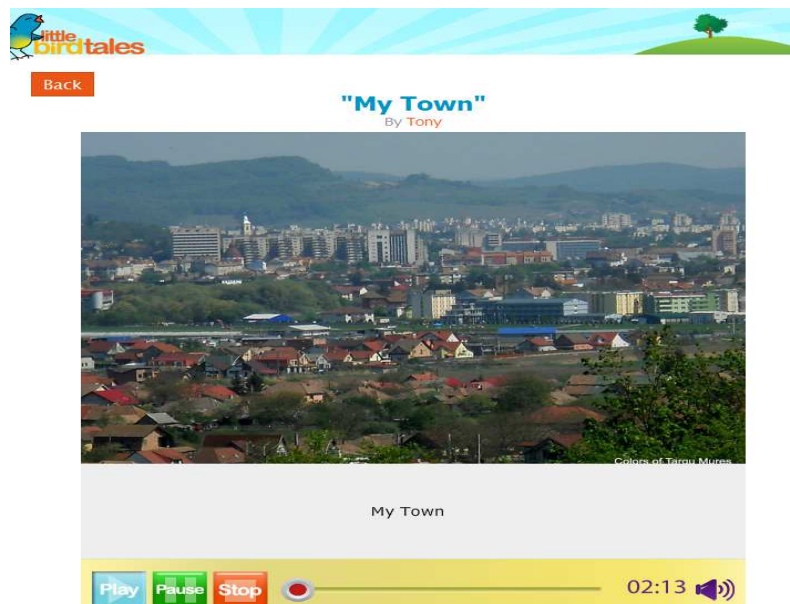 little
birdtales
Back
"My Town"
By Tony
Colors of Targu Mures
My Town
Play
Pause
Stop
02:13